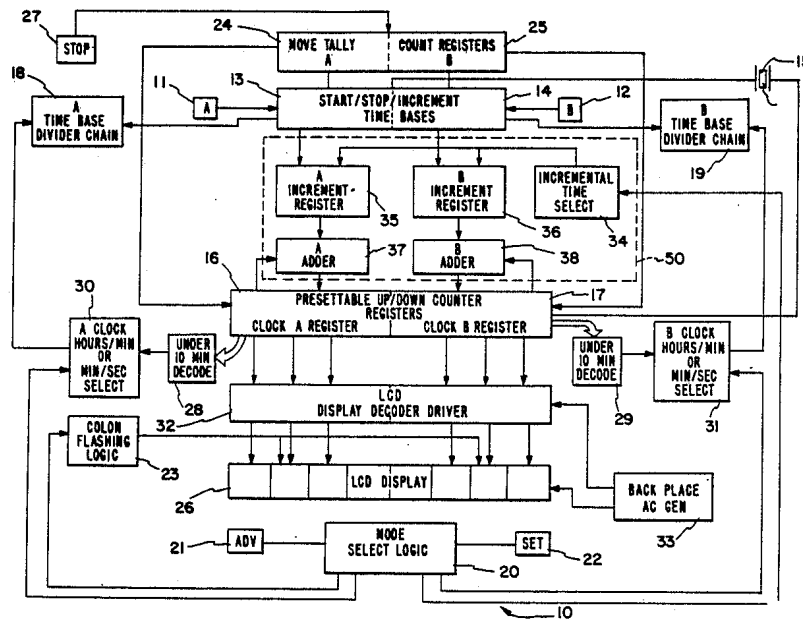 27
STOP
24
MOVE TALLY
A
COUNT REGISTERS
B
25
18
A
TIME BASE
DIVIDER CHAIN
11
A
13
START/STOP/INCREMENT
TIME BASES
14
B
12
B
TIME BASE
DIVIDER CHAIN
19
A
INCREMENT-
REGISTER
35
B
INCREMENT
REGISTER
36
INCREMENTAL
TIME
SELECT
34
A
ADDER
37
B
ADDER
38
50
16
PRESETTABLE UP/DOWN COUNTER
REGISTERS
CLOCK A REGISTER
CLOCK B REGISTER
17
30
A CLOCK
HOURS/MIN
OR
MIN/SEC
SELECT
UNDER
10 MIN
DECODE
28
UNDER
10 MIN
DECODE
29
B CLOCK
HOURS/MIN
OR
MIN/SEC
SELECT
31
LCD
DISPLAY DECODER DRIVER
32
COLON
FLASHING
LOGIC
23
LCD DISPLAY
26
BACK PLACE
AC GEN
33
21
ADV
MODE
SELECT LOGIC
20
SET
22
10